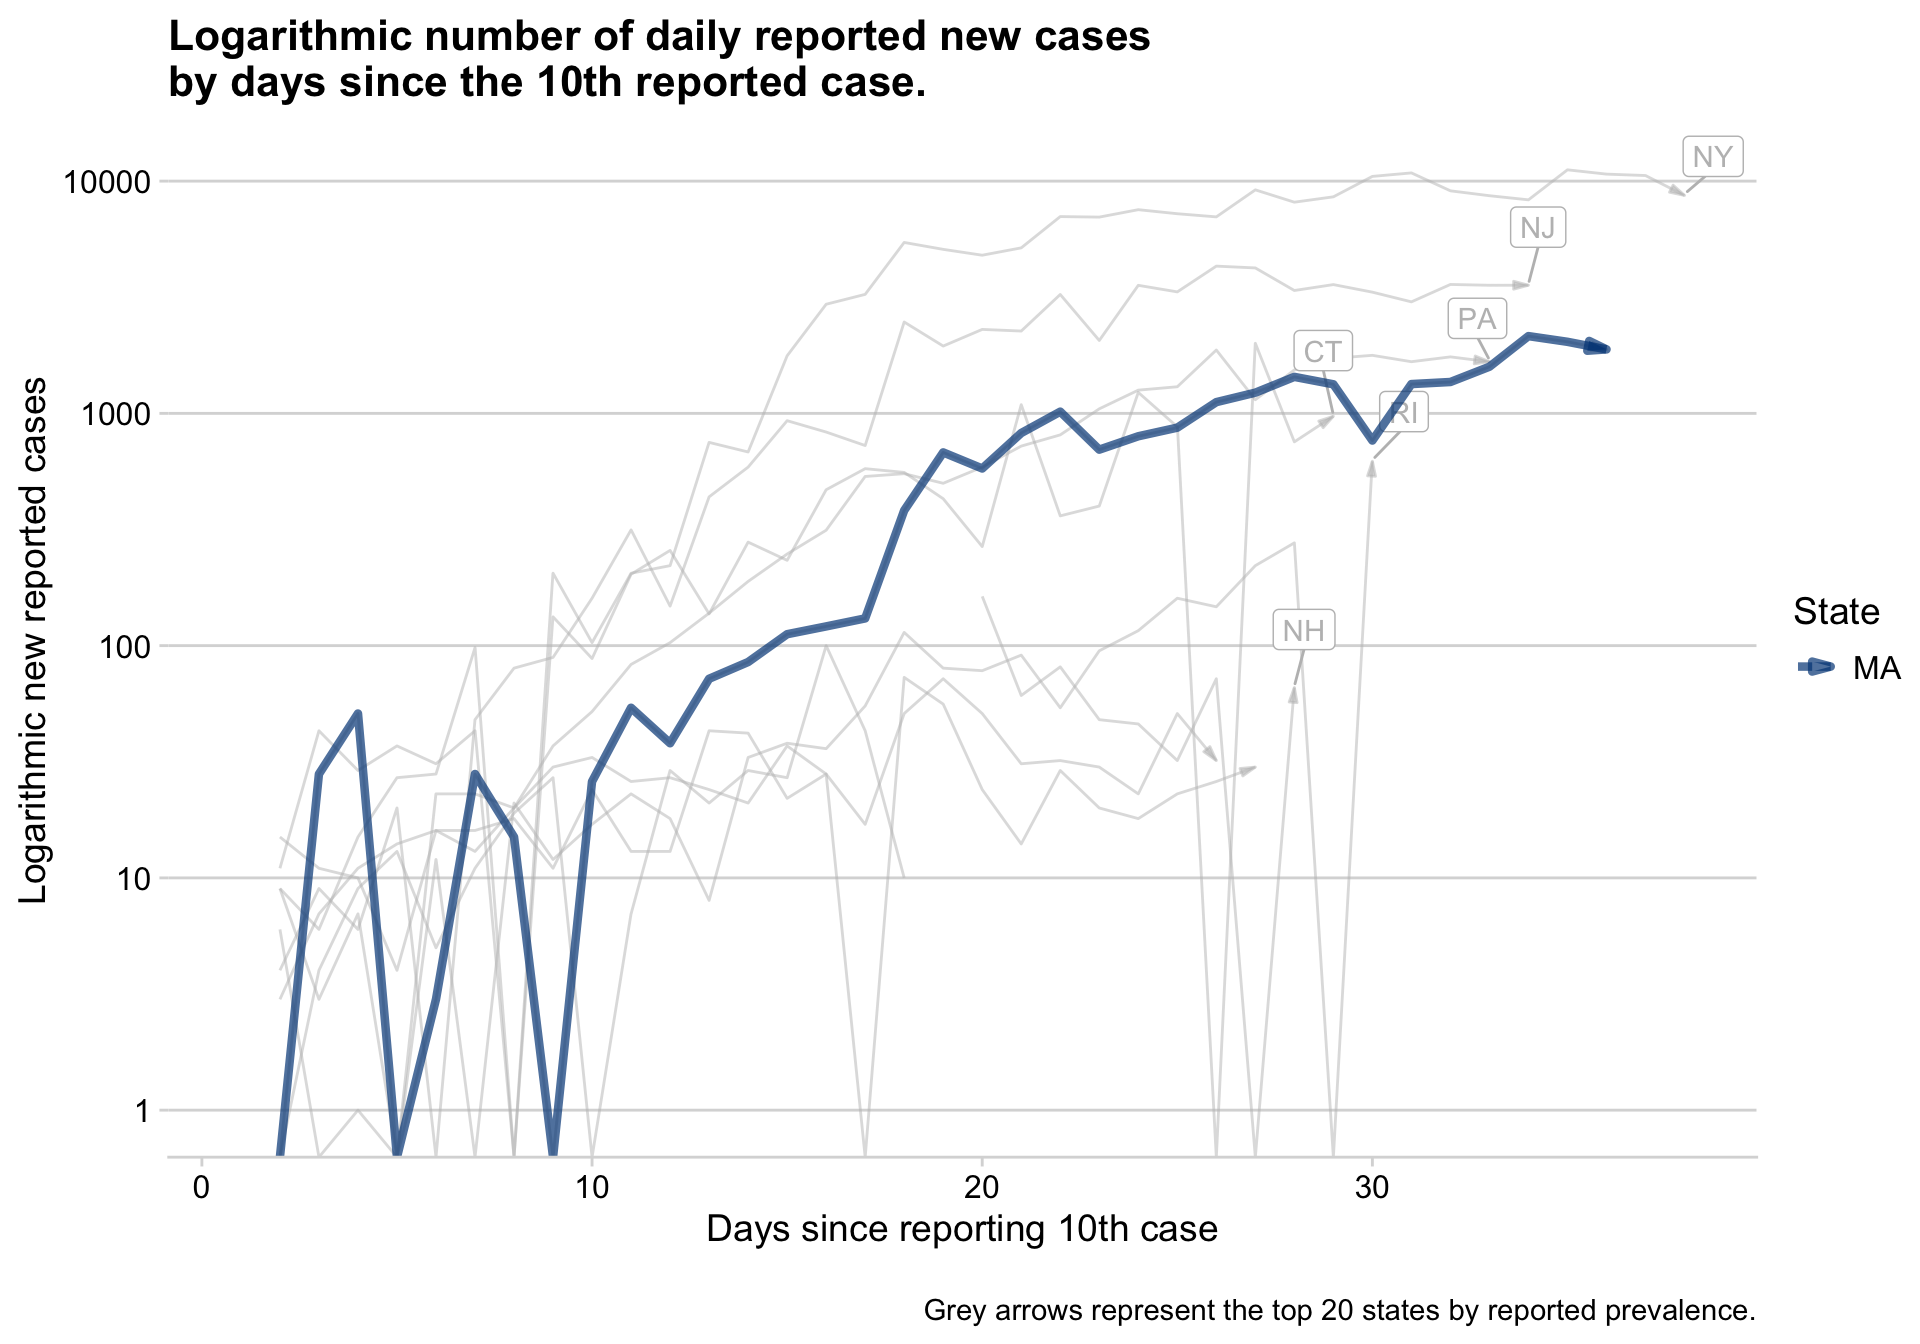 Logarithmic number of daily reported new cases
by days since the 10th reported case.
Logarithmic new reported cases
10000
1000
100
10
1
NY
NJ
PA
CT
RI
NH
State
MA
0
10
20
30
Days since reporting 10th case
Grey arrows represent the top 20 states by reported prevalence.